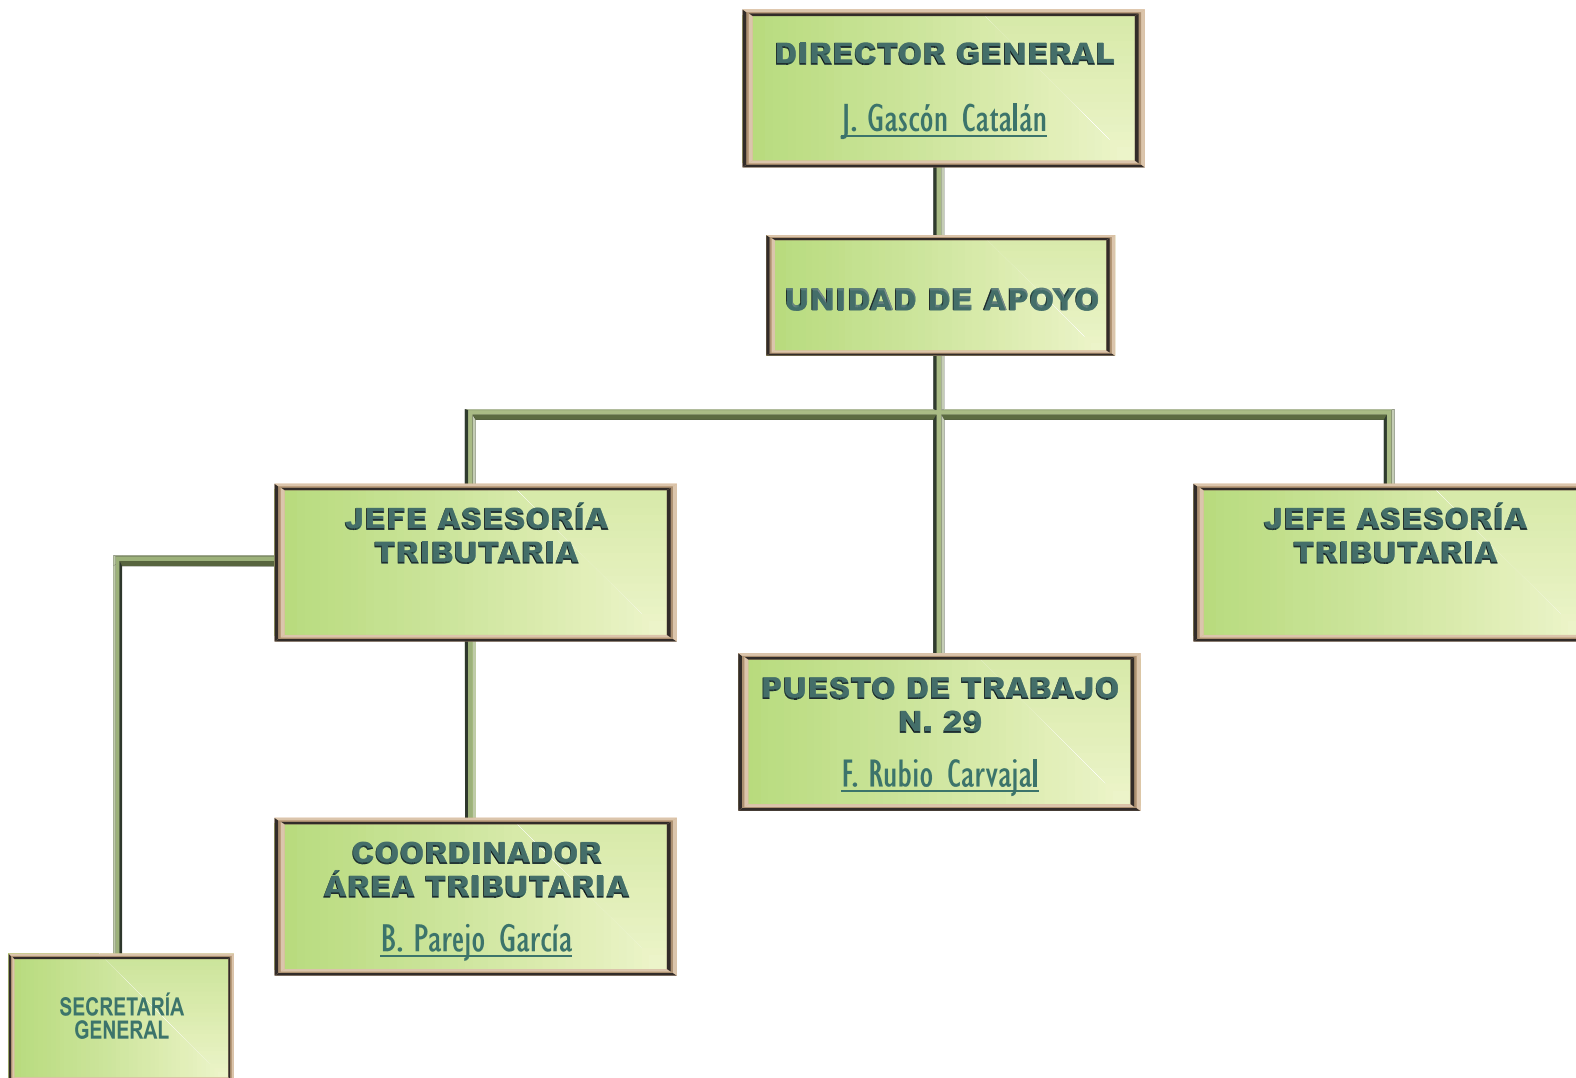 DIRECTOR GENERAL
J. Gascón Catalán
UNIDAD DE APOYO
JEFE ASESORÍA
TRIBUTARIA
JEFE ASESORÍA
TRIBUTARIA
PUESTO DE TRABAJO
N. 29
F. Rubio Carvajal
COORDINADOR
ÁREA TRIBUTARIA
B. Parejo García
SECRETARÍA
GENERAL